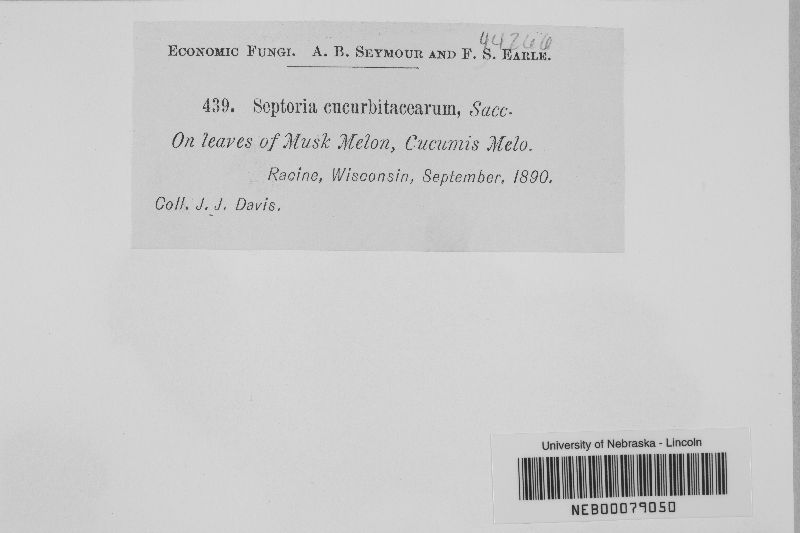 44266
ECONOMIC FUNGI. A. B. SEYMOUR AND F. S. EARLE.
439. Septoria cucurbitacearum, Sacc.
On leaves of Musk Melon, Cucumis Melo.
Racine, Wisconsin, September, 1890.
Coll. J. J. Davis.
University of Nebraska - Lincoln
NEB00079050